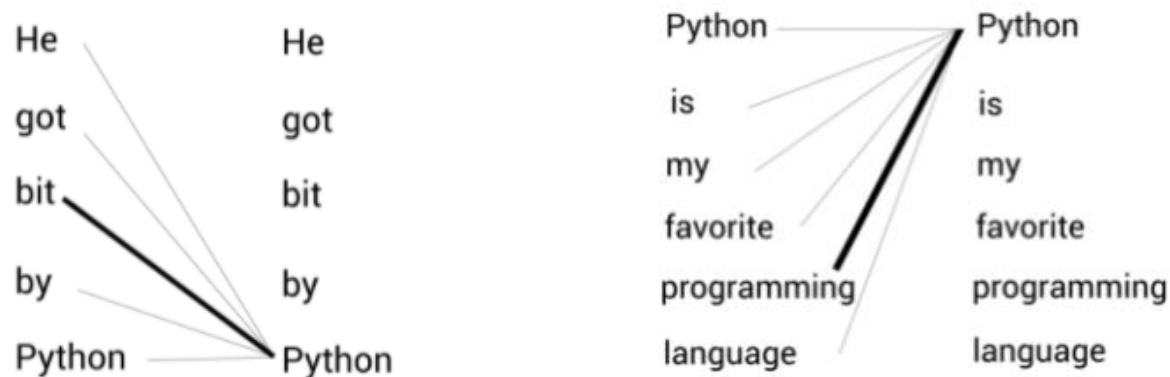 He He
got got
bit bit
by by
Python Python
Python Python
is is
my my
favorite favorite
programming programming
language language